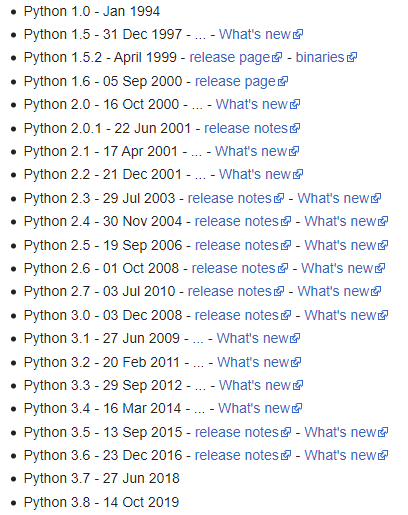 Python 1.0 - Jan 1994
Python 1.5 - 31 Dec 1997 - ... - What's new
Python 1.5.2 - April 1999 - release page - binaries
Python 1.6 - 05 Sep 2000 - release page
Python 2.0 - 16 Oct 2000 - ... - What's new
Python 2.0.1 - 22 Jun 2001 - release notes
Python 2.1 - 17 Apr 2001 - ... - What's new
Python 2.2 - 21 Dec 2001 - ... - What's new
Python 2.3 - 29 Jul 2003 - release notes - What's new
Python 2.4 - 30 Nov 2004 - release notes - What's new
Python 2.5 - 19 Sep 2006 - release notes - What's new
Python 2.6 - 01 Oct 2008 - release notes - What's new
Python 2.7 - 03 Jul 2010 - release notes - What's new
Python 3.0 - 03 Dec 2008 - release notes - What's new
Python 3.1 - 27 Jun 2009 - ... - What's new
Python 3.2 - 20 Feb 2011 - ... - What's new
Python 3.3 - 29 Sep 2012 - ... - What's new
Python 3.4 - 16 Mar 2014 - ... - What's new
Python 3.5 - 13 Sep 2015 - release notes - What's new
Python 3.6 - 23 Dec 2016 - release notes - What's new
Python 3.7 - 27 Jun 2018
Python 3.8 - 14 Oct 2019